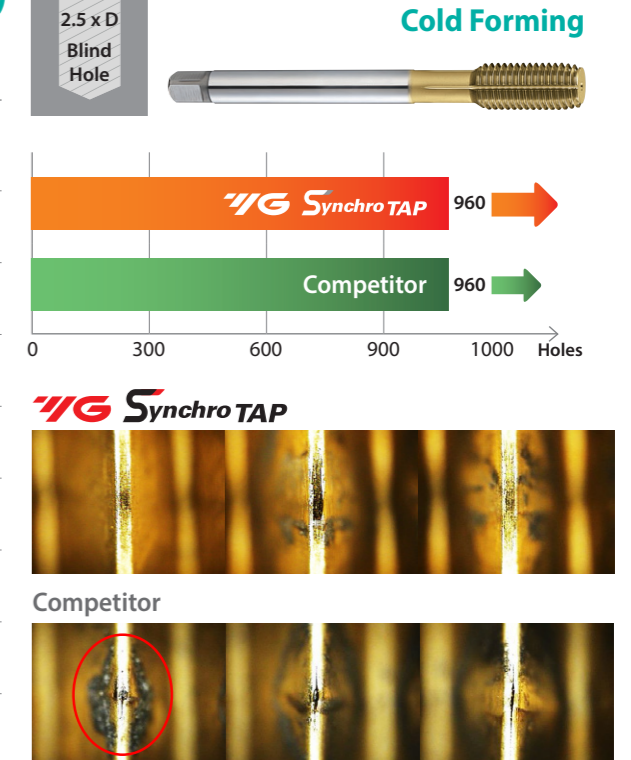 2.5 x D
Blind
Hole
Cold Forming
YG Synchro TAP 960
Competitor 960
0 300 600 900 1000 Holes
YG Synchro TAP
Competitor